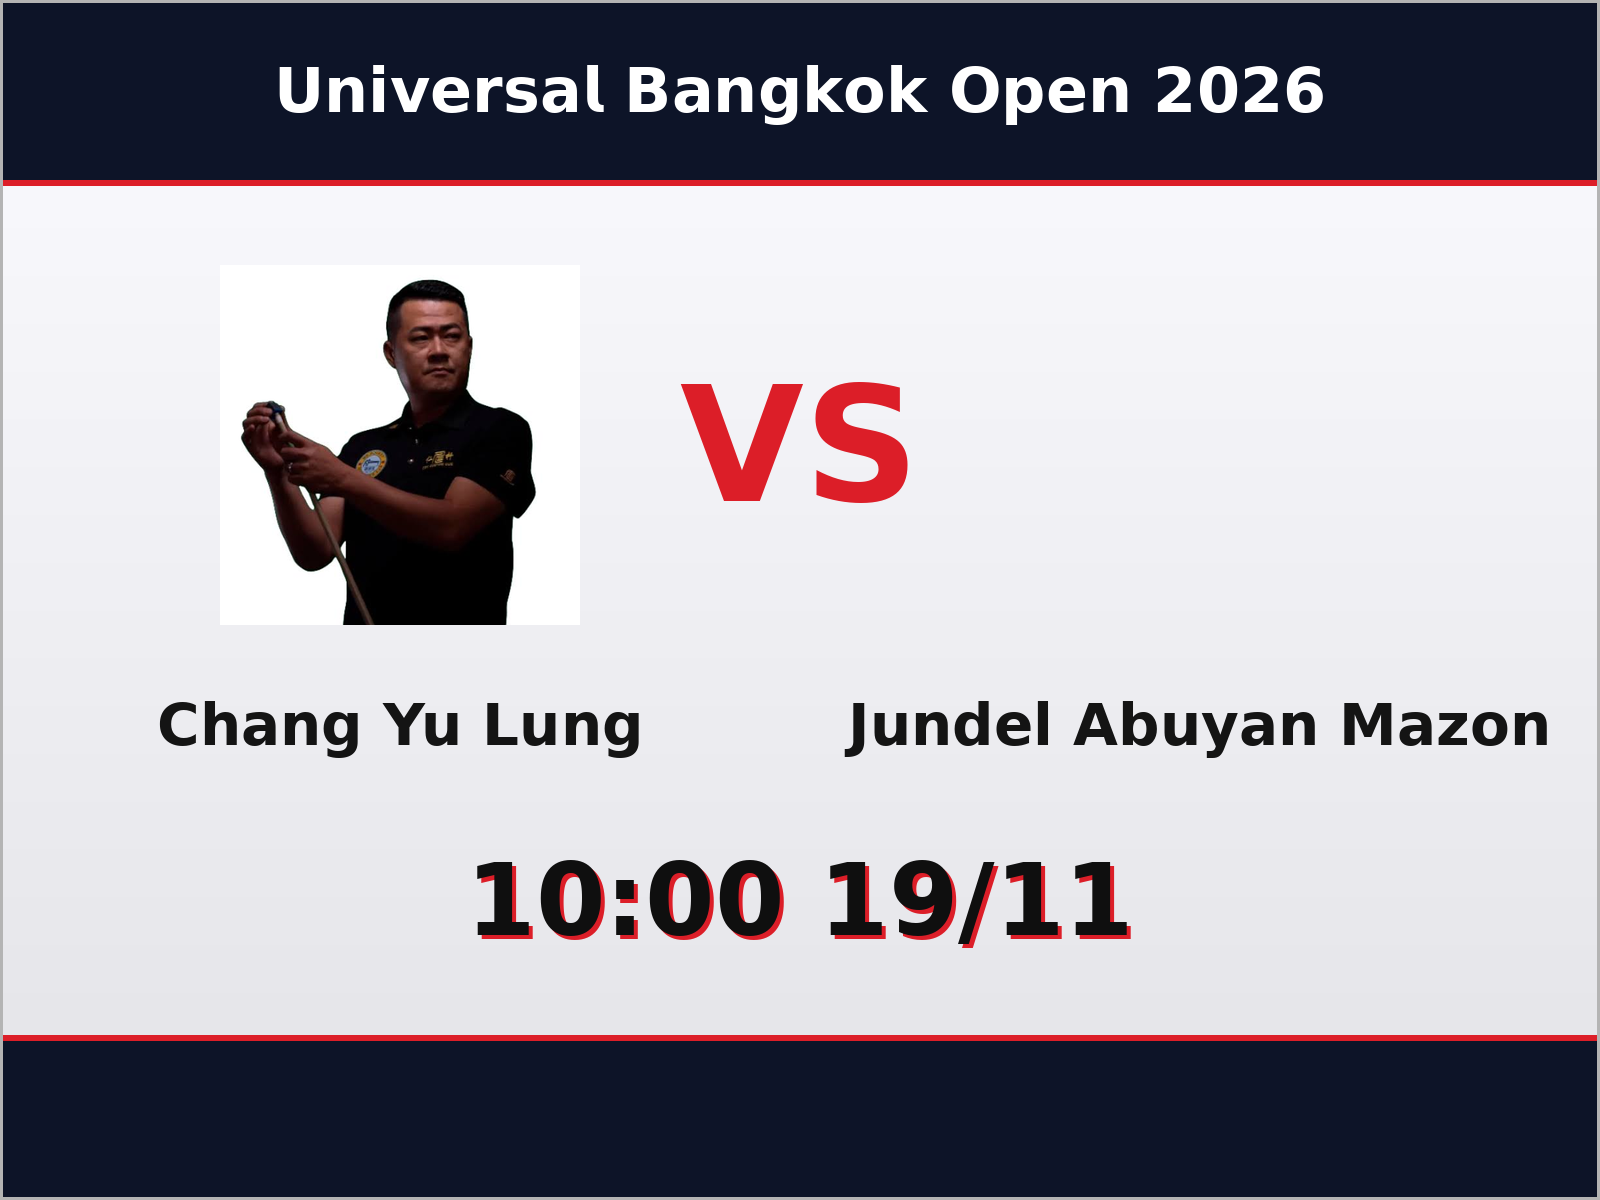 Universal Bangkok Open 2026
VS
Chang Yu Lung
Jundel Abuyan Mazon
10:00 19/11